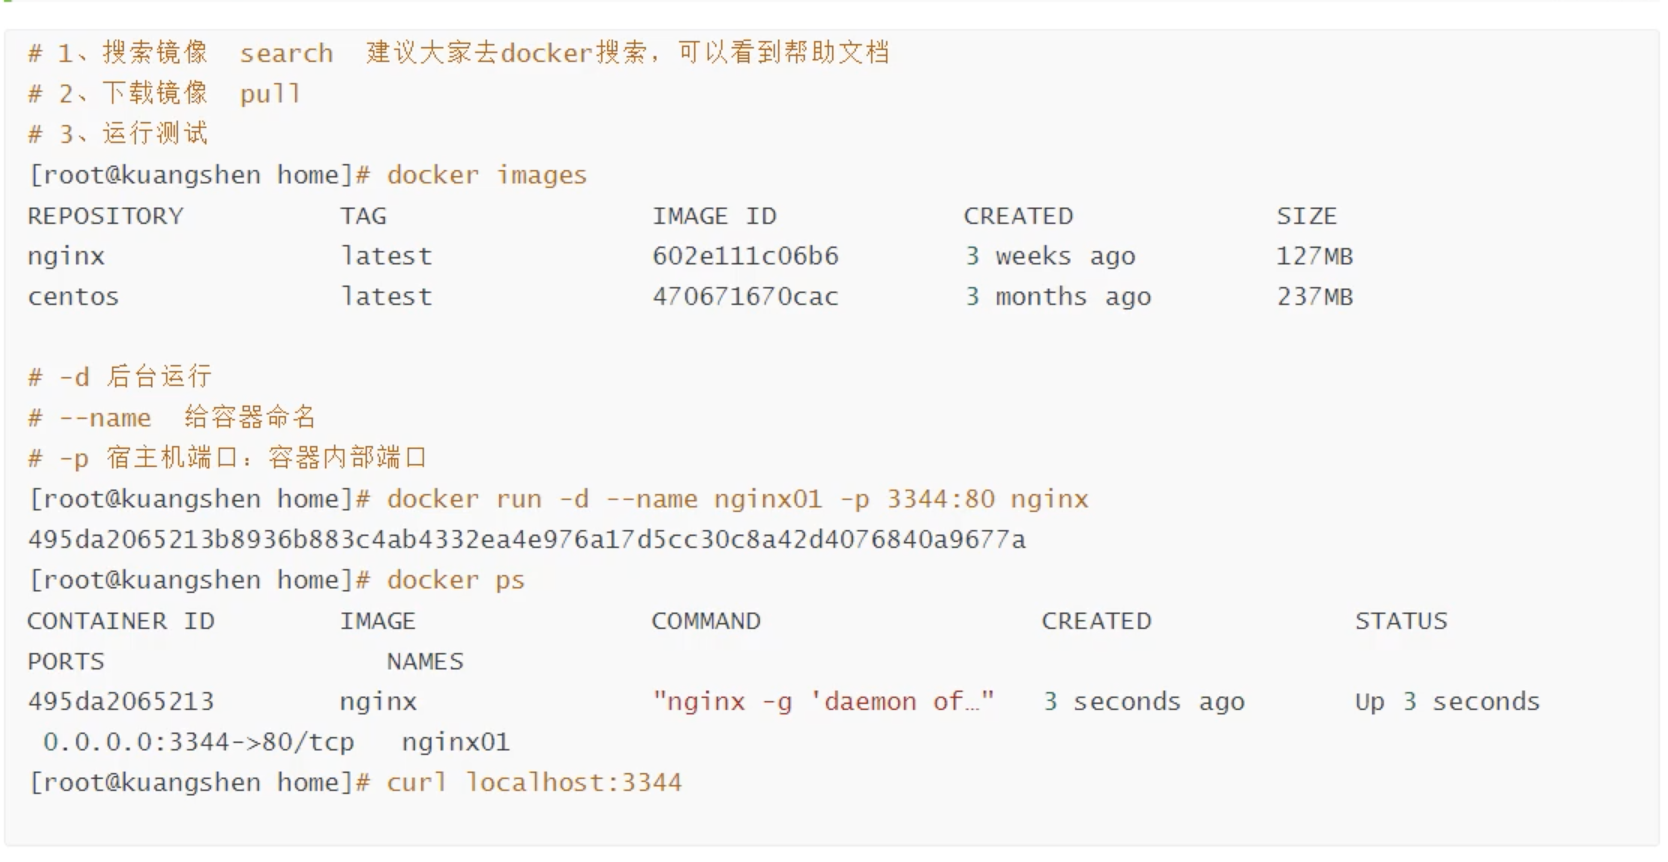 # 1、搜索镜像  search  建议大家去docker搜索，可以看到帮助文档
# 2、下载镜像  pull
# 3、运行测试
[root@kuangshen home]# docker images
REPOSITORY          TAG                 IMAGE ID            CREATED             SIZE
nginx               latest              602e111c06b6        3 weeks ago         127MB
centos              latest              470671670cac        3 months ago        237MB
# -d 后台运行
# --name  给容器命名
# -p 宿主机端口：容器内部端口
[root@kuangshen home]# docker run -d --name nginx01 -p 3344:80 nginx
495da2065213b8936b883c4ab4332ea4e976a17d5cc30c8a42d4076840a9677a
[root@kuangshen home]# docker ps
CONTAINER ID        IMAGE               COMMAND                  CREATED             STATUS
PORTS                  NAMES
495da2065213        nginx               "nginx -g 'daemon of…"   3 seconds ago       Up 3 seconds
 0.0.0.0:3344->80/tcp   nginx01
[root@kuangshen home]# curl localhost:3344